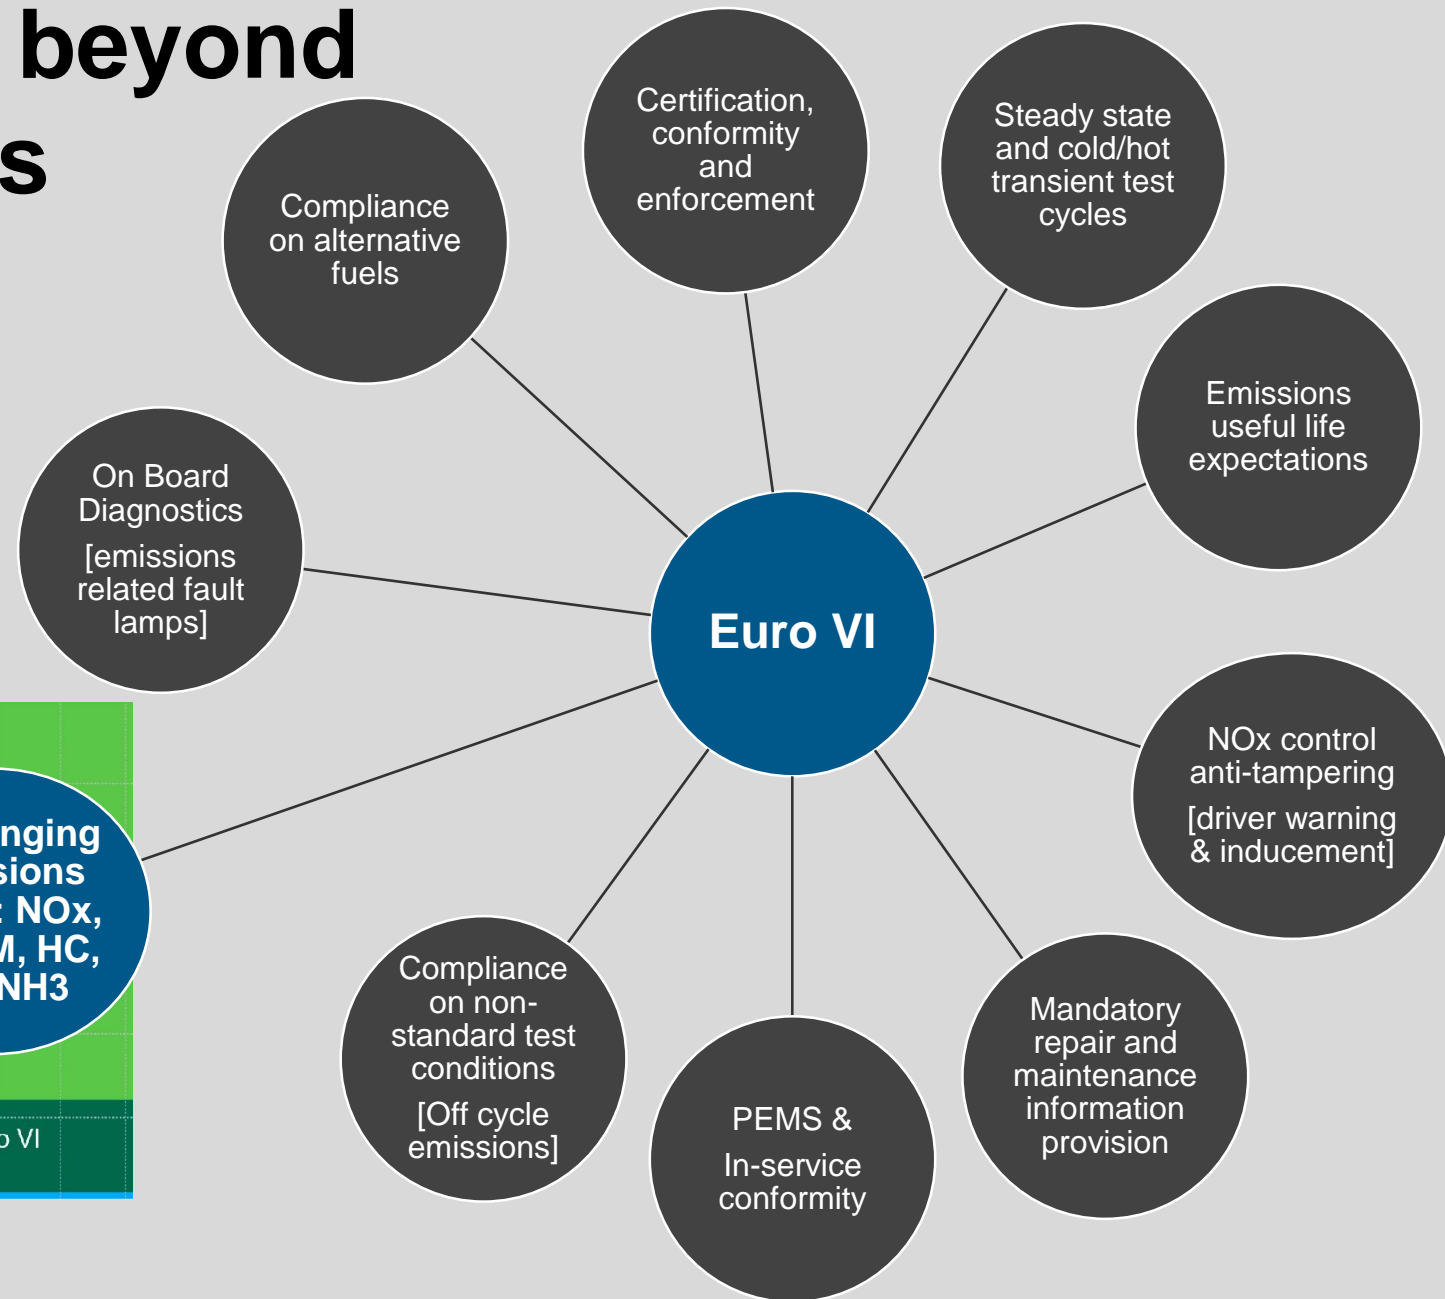 beyond
s
Certification,
conformity
and
enforcement
Steady state
and cold/hot
transient test
cycles
Compliance
on alternative
fuels
Emissions
useful life
expectations
On Board
Diagnostics
[emissions
related fault
lamps]
Euro VI
NOx control
anti-tampering
[driver warning
& inducement]
nging
sions
: NOx,
M, HC,
NH3
Compliance
on non-
standard test
conditions
[Off cycle
emissions]
PEMS &
In-service
conformity
Mandatory
repair and
maintenance
information
provision
o VI